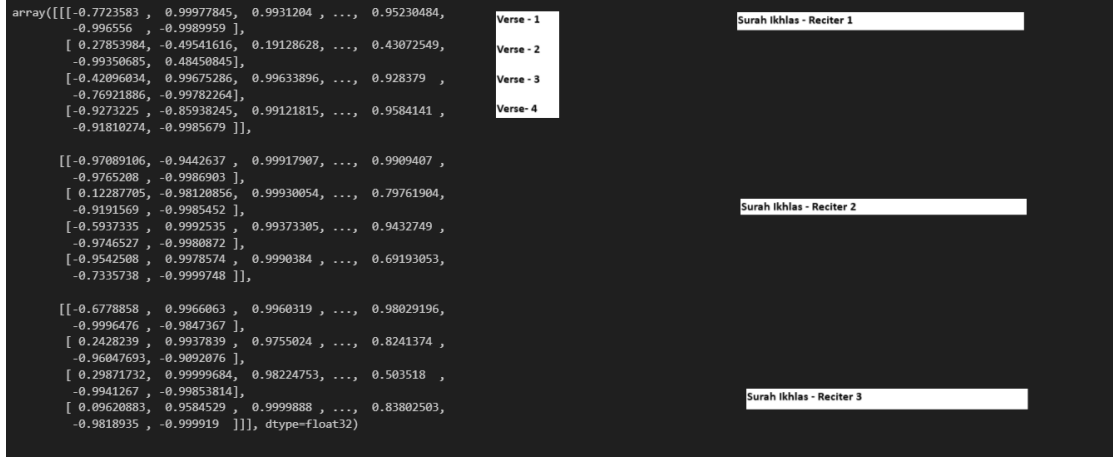 array([[[-0.7723583 , 0.99977845, 0.9931204 , ..., 0.95230484,
-0.996556 , -0.9989959 ],
[ 0.27853984, -0.49541616, 0.19128628, ..., 0.43072549,
-0.99350685, 0.48450845],
[-0.42096034, 0.99675286, 0.99633896, ..., 0.928379 ,
-0.76921886, -0.99782264],
[-0.9273225 , -0.85938245, 0.99121815, ..., 0.9584141 ,
-0.91810274, -0.9985679 ]],
Verse - 1
Verse - 2
Verse - 3
Verse- 4
Surah Ikhlas - Reciter 1
[[-0.97089106, -0.9442637 , 0.99917907, ..., 0.9909407 ,
-0.9765208 , -0.9986903 ],
[ 0.12287705, -0.98120856, 0.99930054, ..., 0.79761904,
-0.9191569 , -0.9985452 ],
[-0.5937335 , 0.9992535 , 0.99373305, ..., 0.9432749 ,
-0.9746527 , -0.9980872 ],
[-0.9542508 , 0.9978574 , 0.9990384 , ..., 0.69193053,
-0.7335738 , -0.9999748 ]],
Surah Ikhlas - Reciter 2
[[-0.6778858 , 0.9966063 , 0.9960319 , ..., 0.98029196,
-0.9996476 , -0.9847367 ],
[ 0.2428239 , 0.9937839 , 0.9755024 , ..., 0.8241374 ,
-0.96047693, -0.9092076 ],
[ 0.29871732, 0.99999684, 0.98224753, ..., 0.503518 ,
-0.9941267 , -0.99853814],
[ 0.09620883, 0.9584529 , 0.9999888 , ..., 0.83802503,
-0.9818935 , -0.999919 ]]], dtype=float32)
Surah Ikhlas - Reciter 3